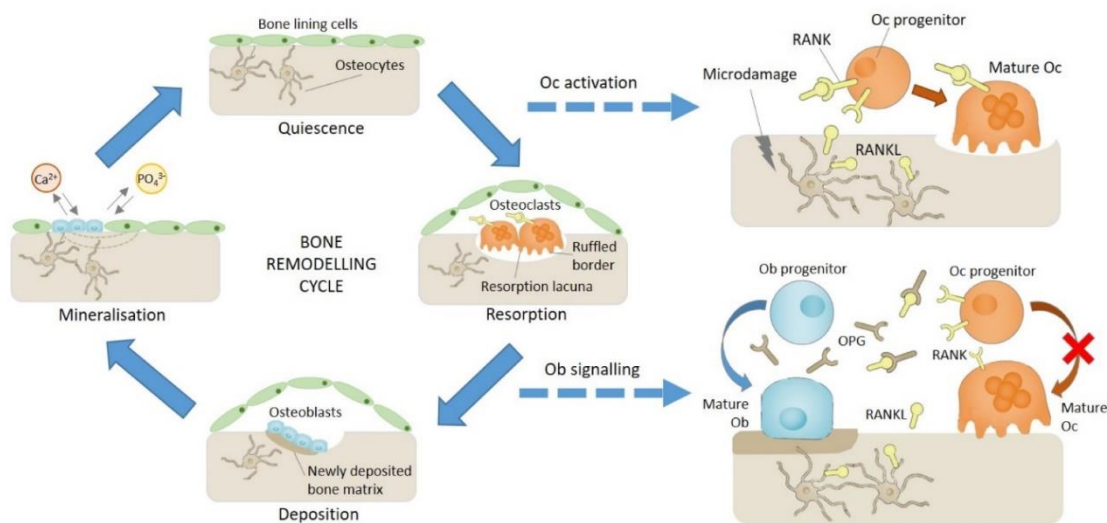 Bone lining cells
Osteocytes
Quiescence
Oc activation
Oc progenitor
RANK
Microdamage
Mature Oc
RANKL
Ca²⁺
PO₄³⁻
BONE
REMODELLING
CYCLE
Mineralisation
Osteoclasts
Ruffled
border
Resorption lacuna
Resorption
Ob signalling
Ob progenitor
Oc progenitor
OPG
RANK
Mature
Ob
RANKL
Mature
Oc
Osteoblasts
Newly deposited
bone matrix
Deposition